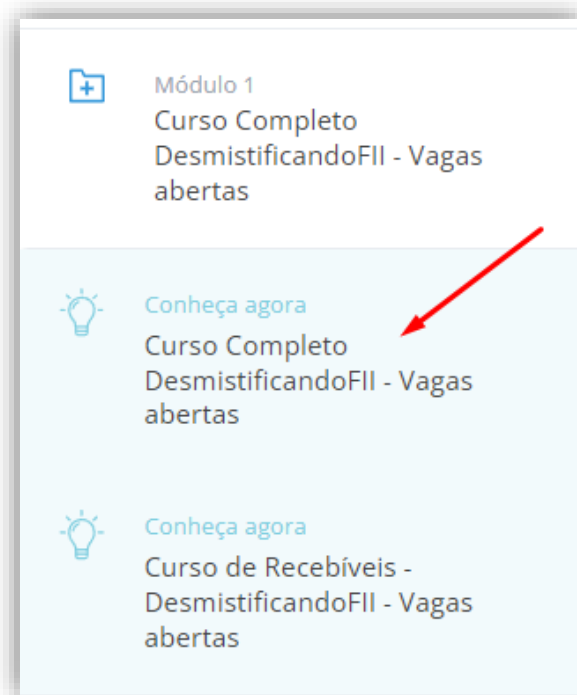 Módulo 1
Curso Completo
DesmistificandoFII - Vagas
abertas
Conheça agora
Curso Completo
DesmistificandoFII - Vagas
abertas
Conheça agora
Curso de Recebíveis -
DesmistificandoFII - Vagas
abertas